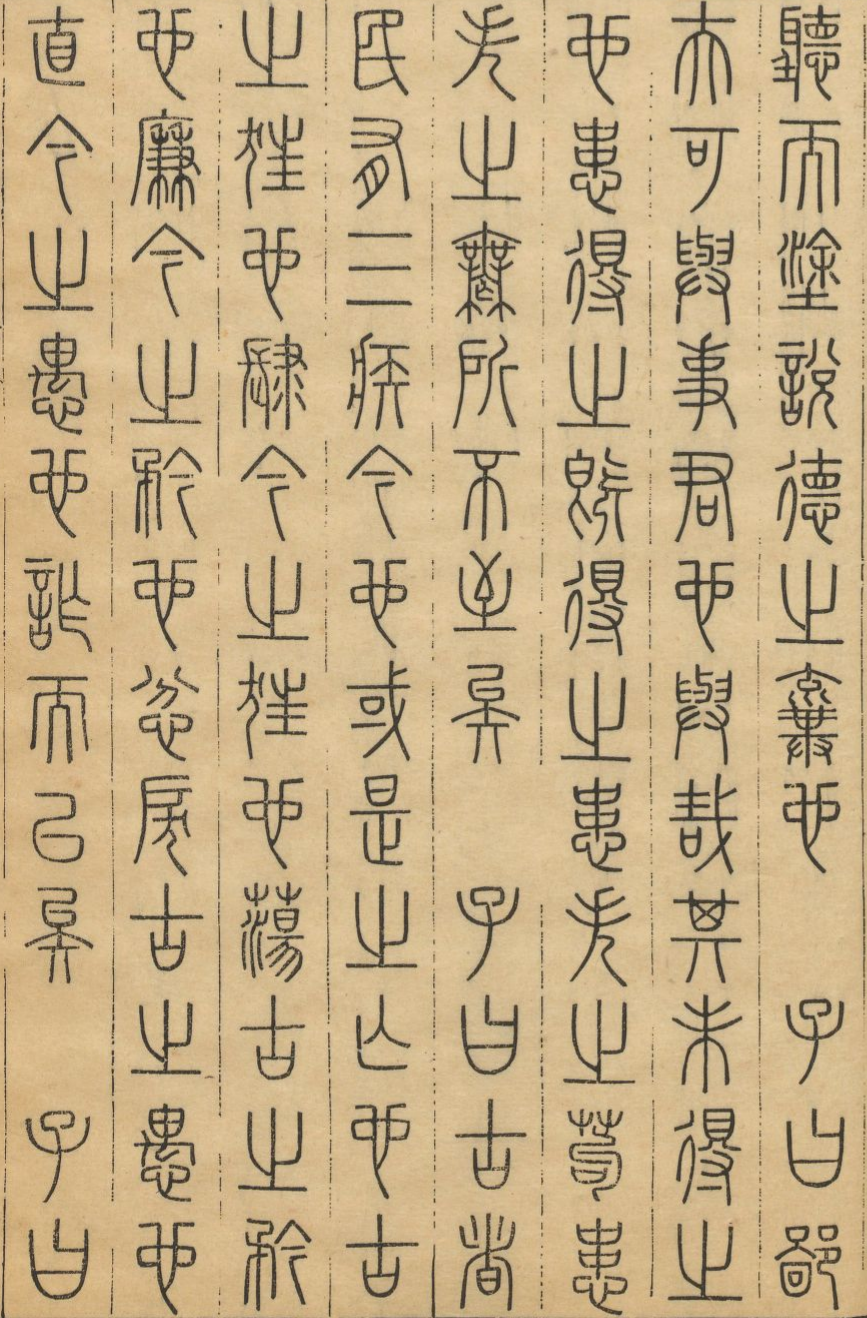 聽而塗說德之棄也　子曰鄙
夫可與事君也與哉其未得之
也患得之既得之患失之苟患
失之無所不至矣　子曰古者
民有三疾今也或是之亡也古
之狂也肆今之狂也蕩古之矜
也廉今之矜也忿戾古之愚也
直今之愚也詐而已矣　子曰